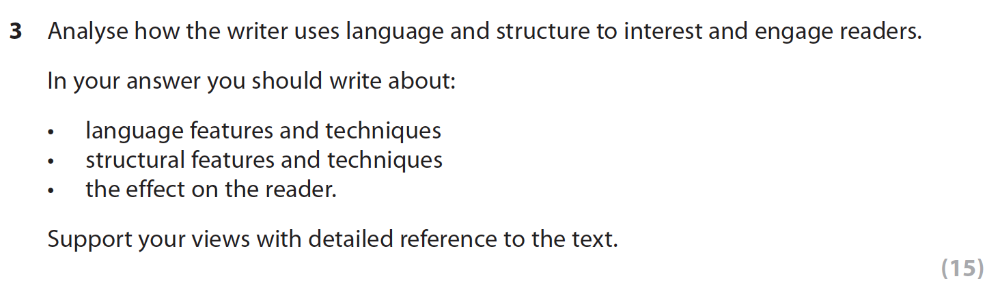 3 Analyse how the writer uses language and structure to interest and engage readers.
In your answer you should write about:
• language features and techniques
• structural features and techniques
• the effect on the reader.
Support your views with detailed reference to the text.
(15)